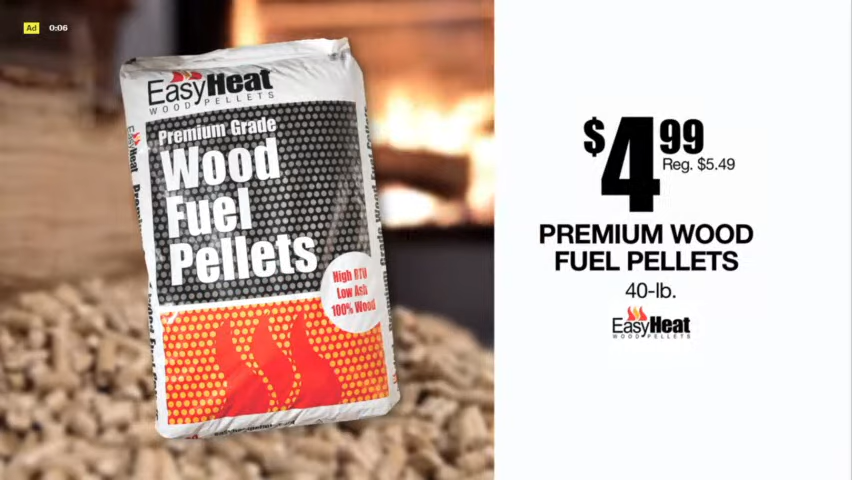 Ad 0:06
EasyHeat
WOOD PELLETS
Premium Grade
Wood
Fuel
Pellets
High BTU
Low Ash
100% Wood
EasyHeat
$4.99
Reg. $5.49
PREMIUM WOOD
FUEL PELLETS
40-lb.
EasyHeat
WOOD PELLETS